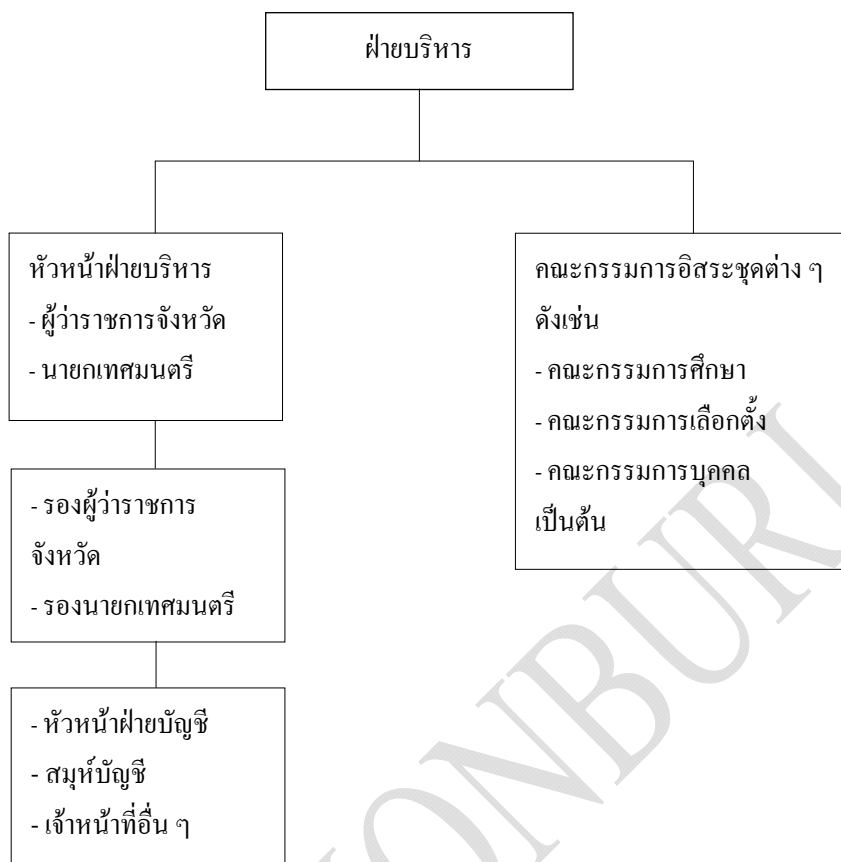 ฝ่ายบริหาร
หัวหน้าฝ่ายบริหาร
- ผู้ว่าราชการจังหวัด
- นายกเทศมนตรี
- รองผู้ว่าราชการ
จังหวัด
- รองนายกเทศมนตรี
- หัวหน้าฝ่ายบัญชี
- สมุห์บัญชี
- เจ้าหน้าที่อื่น ๆ
คณะกรรมการอิสระชุดต่าง ๆ
ดังเช่น
- คณะกรรมการศึกษา
- คณะกรรมการเลือกตั้ง
- คณะกรรมการบุคคล
เป็นต้น
ONBURI